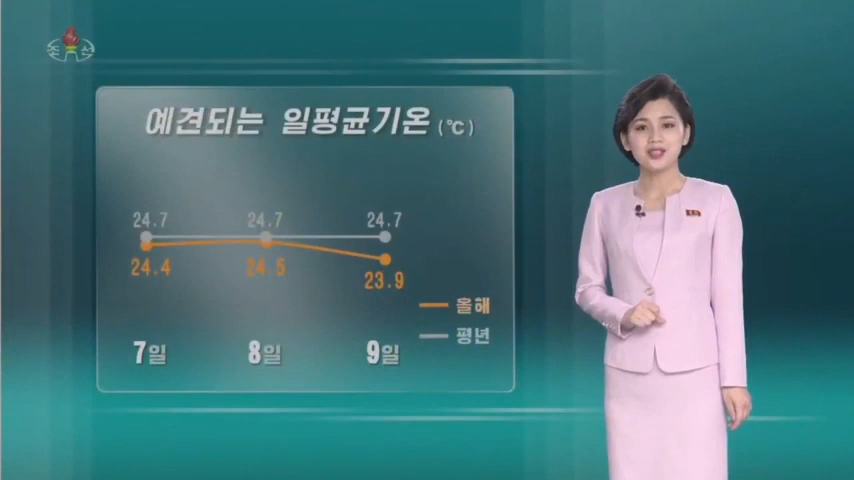 조선
예견되는 일평균기온 (℃)
24.7 24.7 24.7
24.4 24.5 23.9
올해
평년
7일 8일 9일